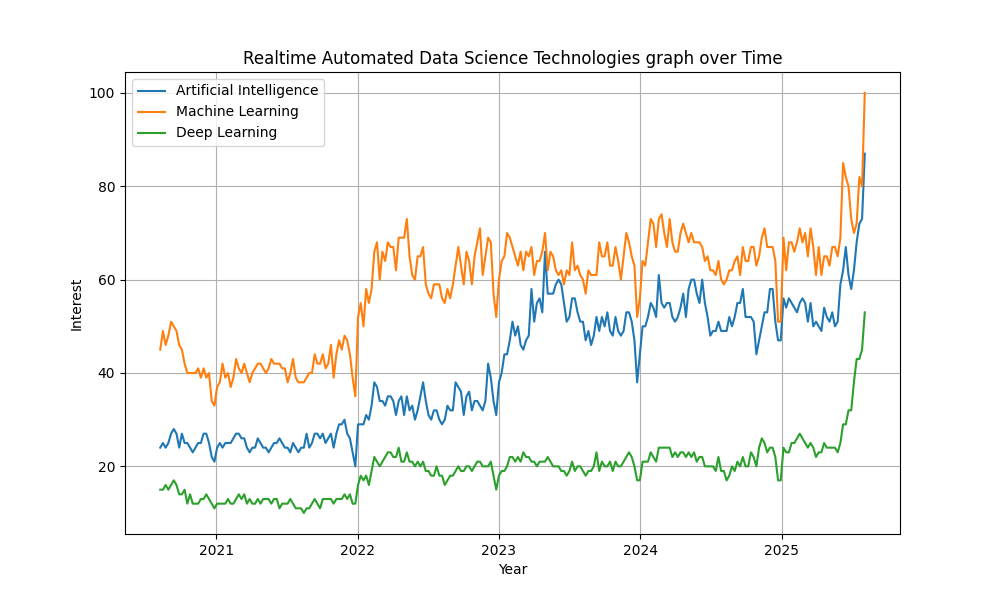 Realtime Automated Data Science Technologies graph over Time
Artificial Intelligence
Machine Learning
Deep Learning
100
80
60
40
20
Interest
2021 2022 2023 2024 2025
Year